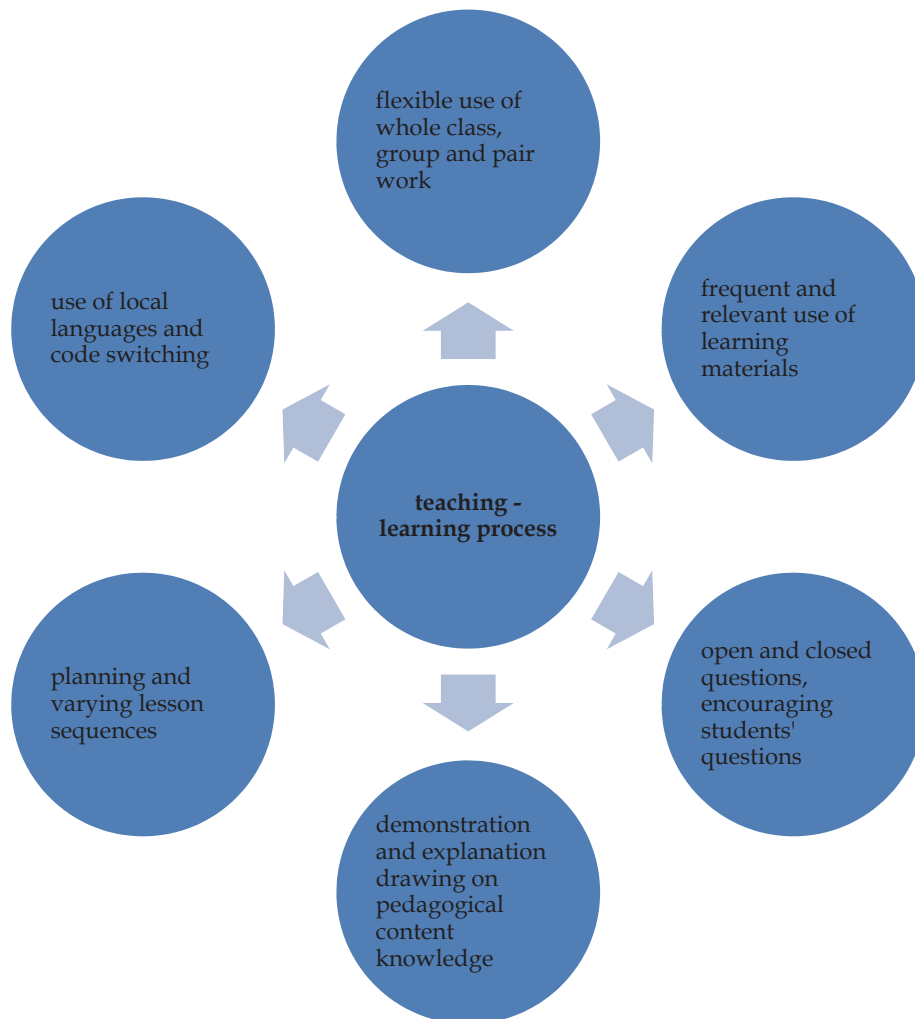 flexible use of
whole class,
group and pair
work
use of local
languages and
code switching
frequent and
relevant use of
learning
materials
teaching -
learning process
planning and
varying lesson
sequences
open and closed
questions,
encouraging
students'
questions
demonstration
and explanation
drawing on
pedagogical
content
knowledge